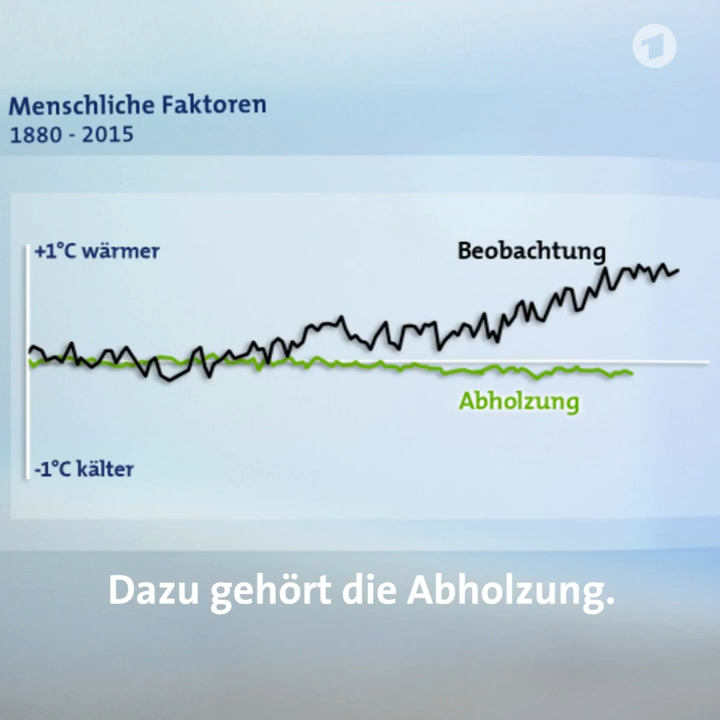 Menschliche Faktoren
1880 - 2015
+1°C wärmer
Beobachtung
Abholzung
-1°C kälter
Dazu gehört die Abholzung.